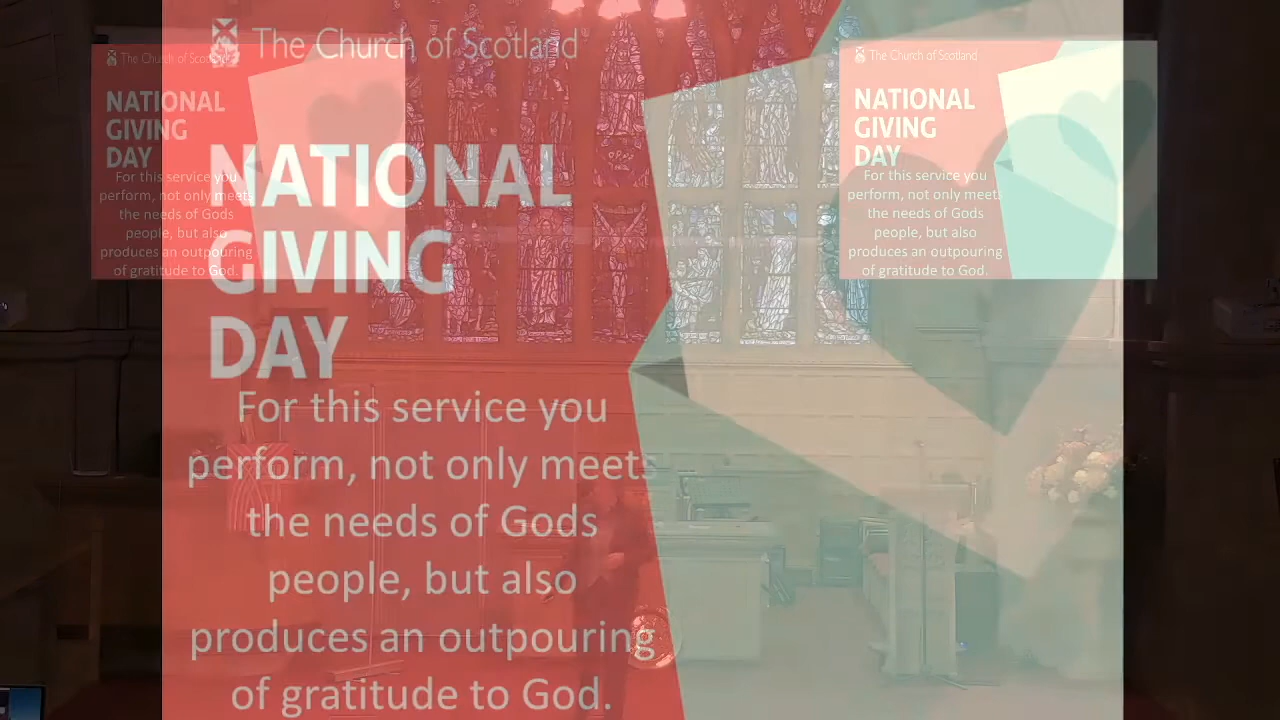 The Church of Scotland
NATIONAL
GIVING
DAY
For this service you
perform, not only meets
the needs of Gods
people, but also
produces an outpouring
of gratitude to God.
The Church of Scotland
NATIONAL
GIVING
DAY
For this service you
perform, not only meets
the needs of Gods
people, but also
produces an outpouring
of gratitude to God.
The Church of Scotland
NATIONAL
GIVING
DAY
For this service you
perform, not only meets
the needs of Gods
people, but also
produces an outpouring
of gratitude to God.